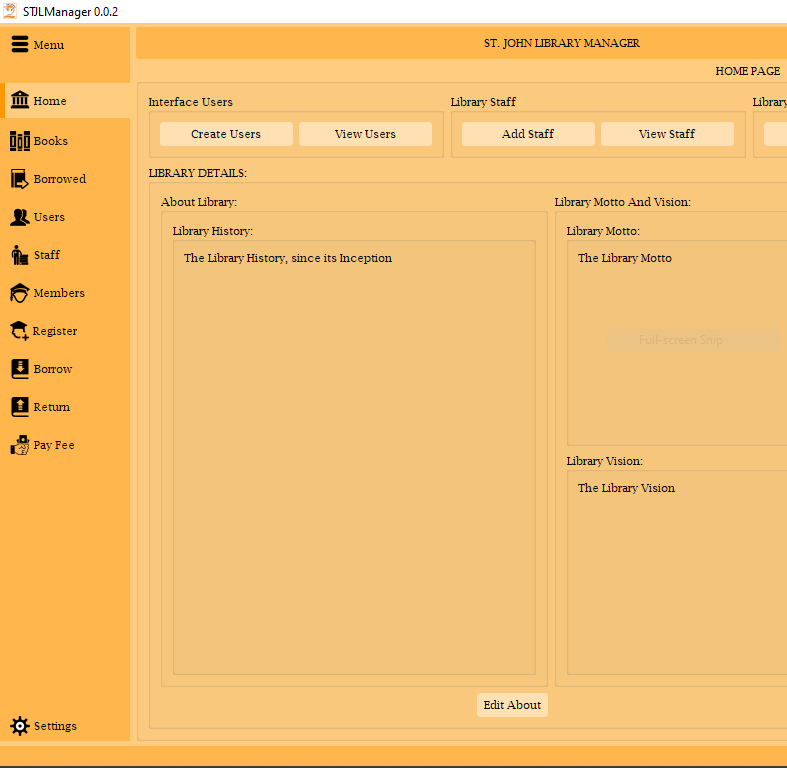 STJLManager 0.0.2
Menu
ST. JOHN LIBRARY MANAGER
HOME PAGE
Home
Books
Borrowed
Users
Staff
Members
Register
Borrow
Return
Pay Fee
Settings
Interface Users
Create Users
View Users
Library Staff
Add Staff
View Staff
Library
LIBRARY DETAILS:
About Library:
Library History:
The Library History, since its Inception
Library Motto And Vision:
Library Motto:
The Library Motto
Full-screen Snip
Library Vision:
The Library Vision
Edit About